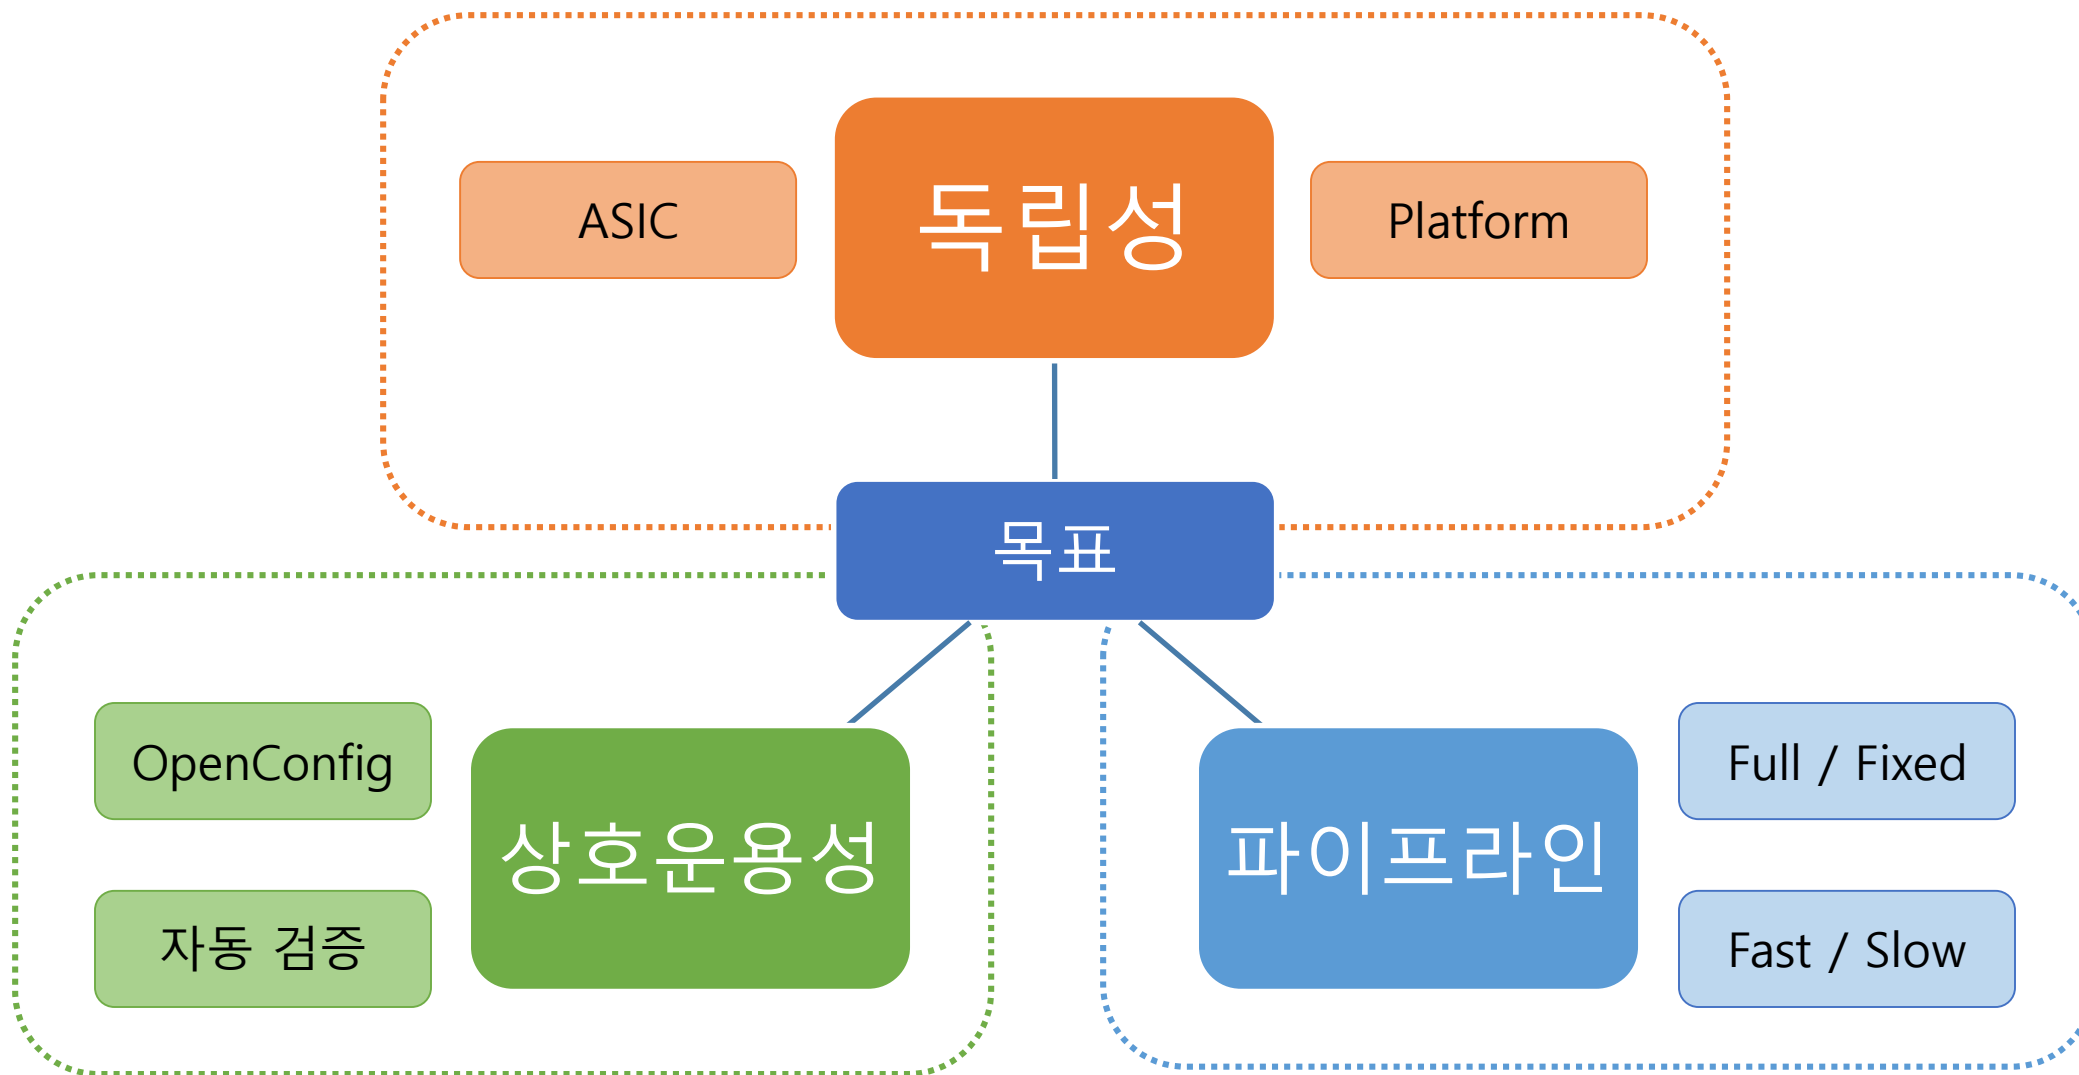 ASIC
독립성
Platform
목표
OpenConfig
자동 검증
상호운용성
파이프라인
Full / Fixed
Fast / Slow